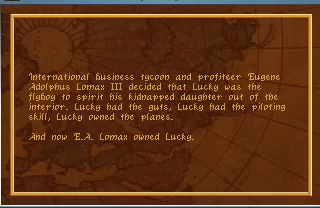 International business tycoon and profiteer Eugene
Adolphus Lomax III decided that Lucky was the
flyboy to spirit his kidnapped daughter out of the
interior. Lucky had the guts, Lucky had the piloting
skill, Lucky owned the planes.
And now E.A. Lomax owned Lucky.